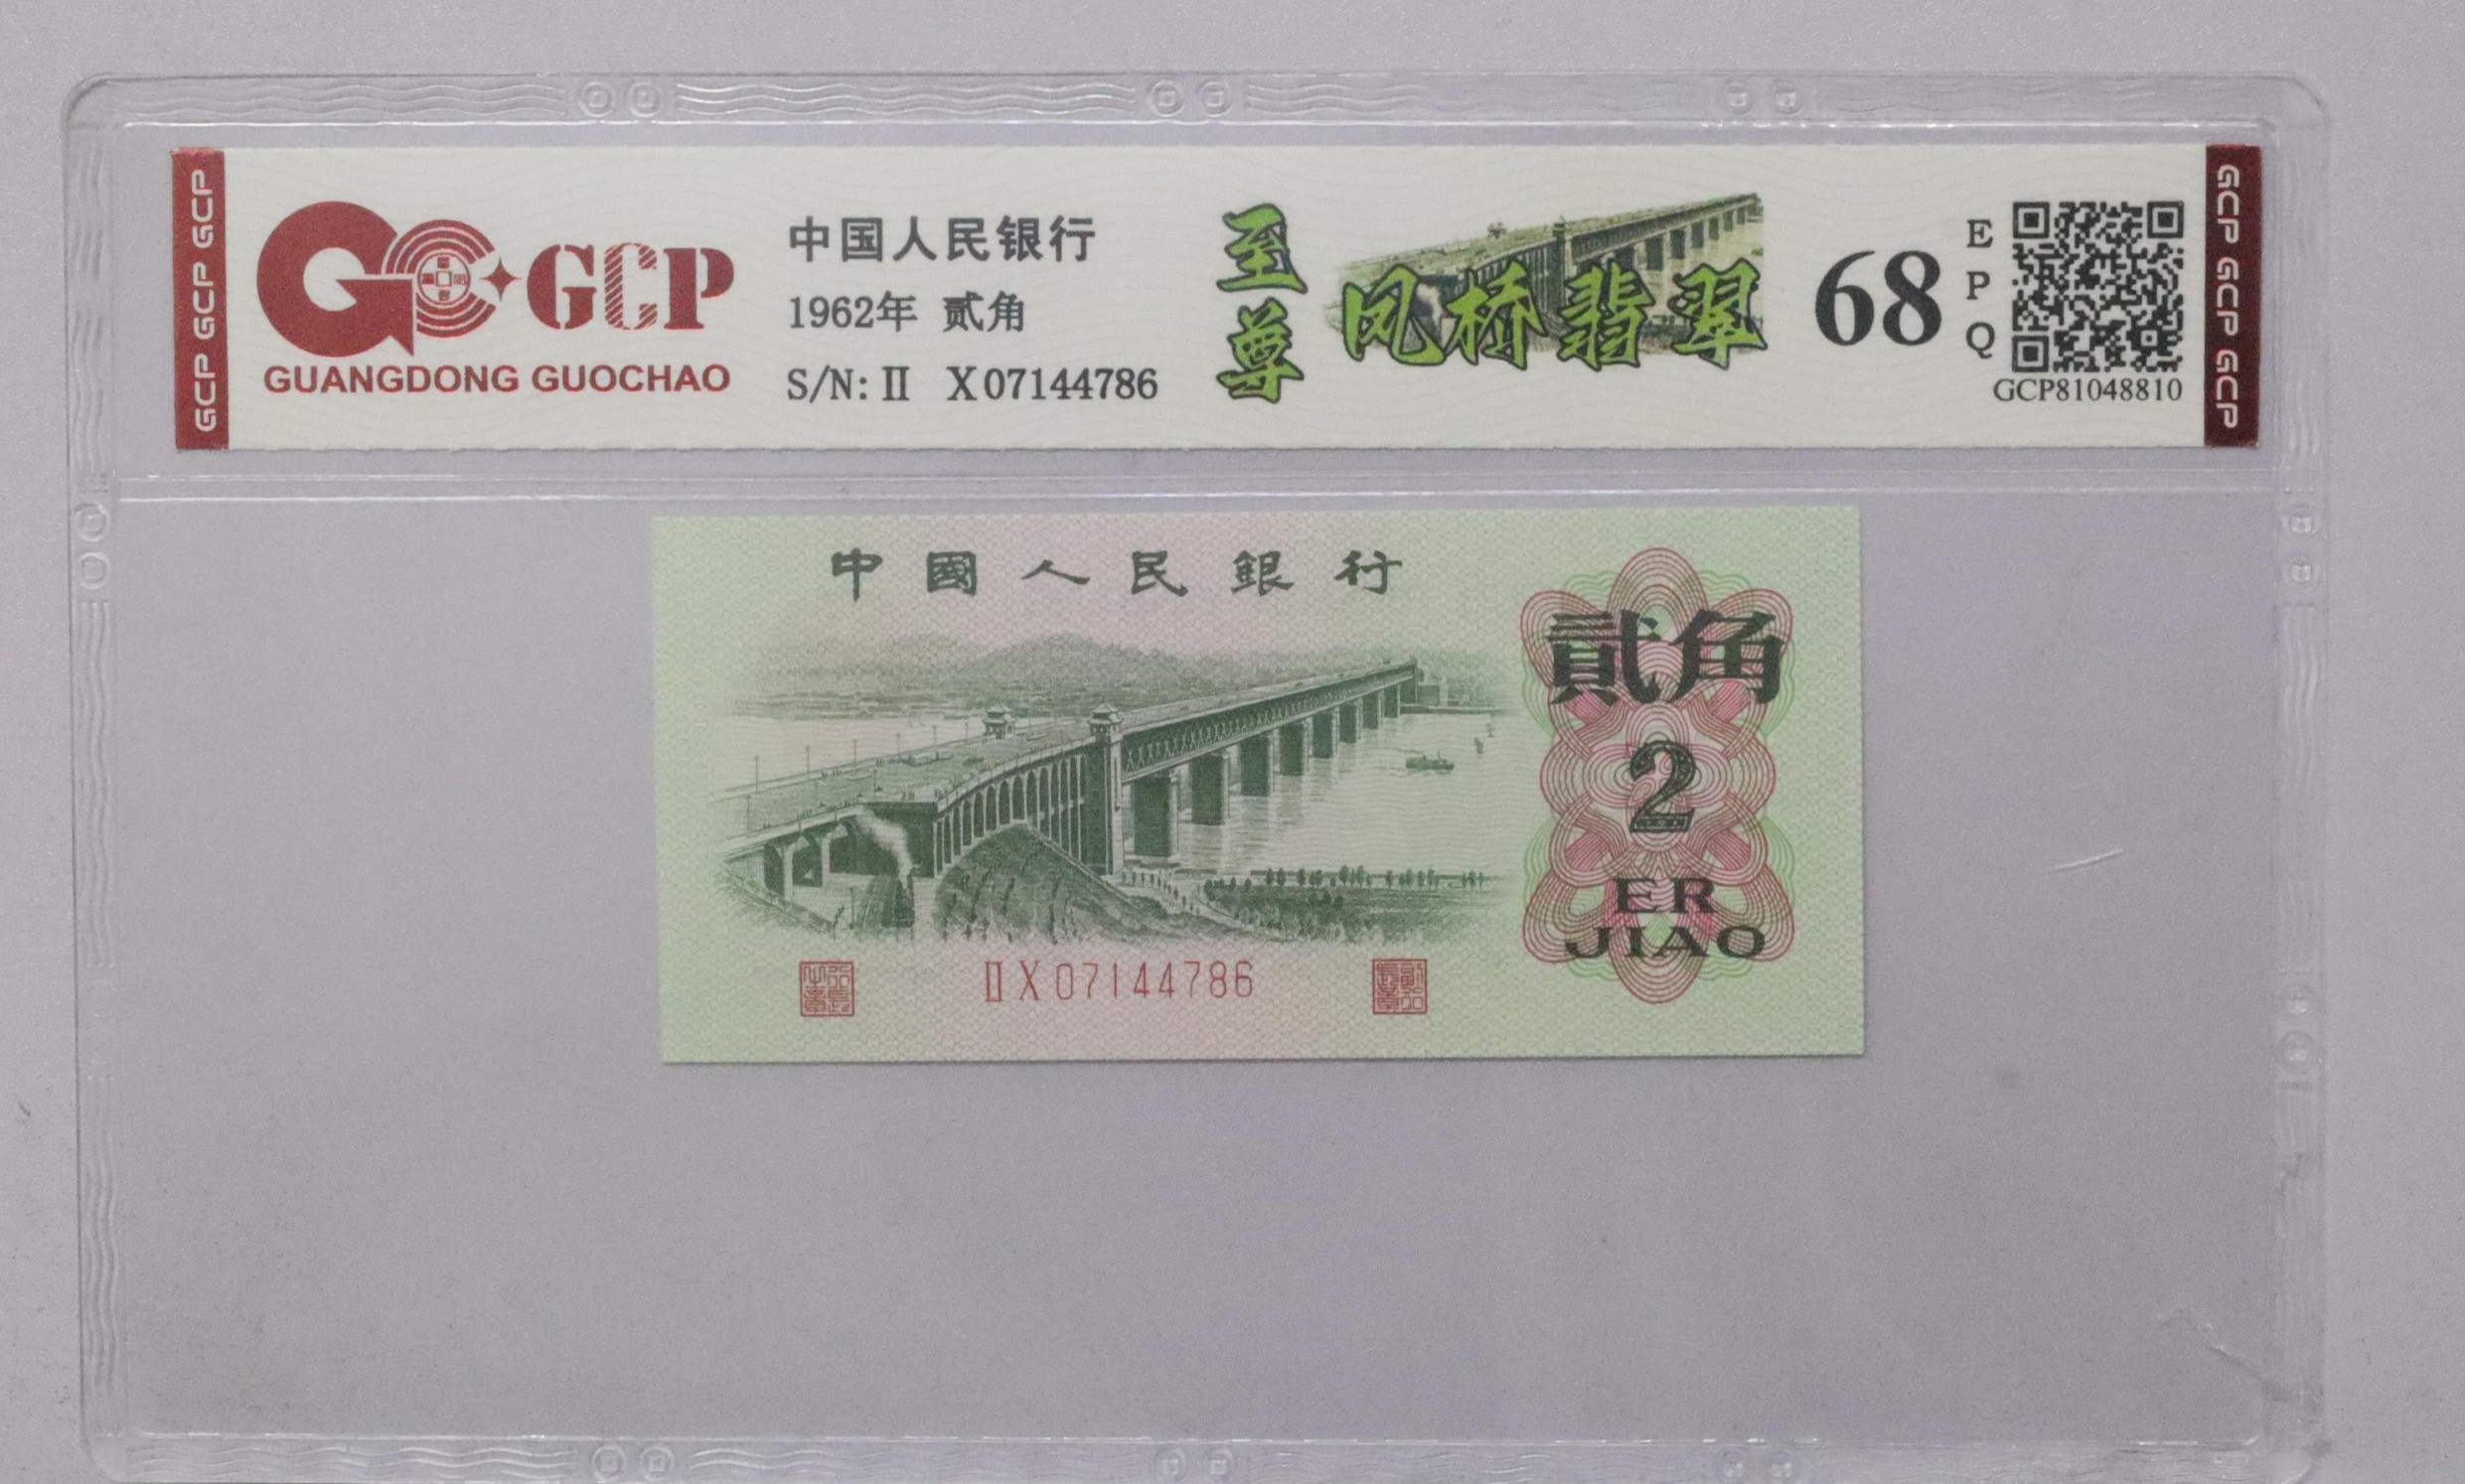 GCP GCP GCP
GCP
GUANGDONG GUOCHAO
中国人民银行
1962年 贰角
S/N: II X07144786
至尊
凤桥翡翠
68
EPQ
GCP81048810
GCP GCP GCP
中國人民銀行
貳角
2
ER
JIAO
II X07144786